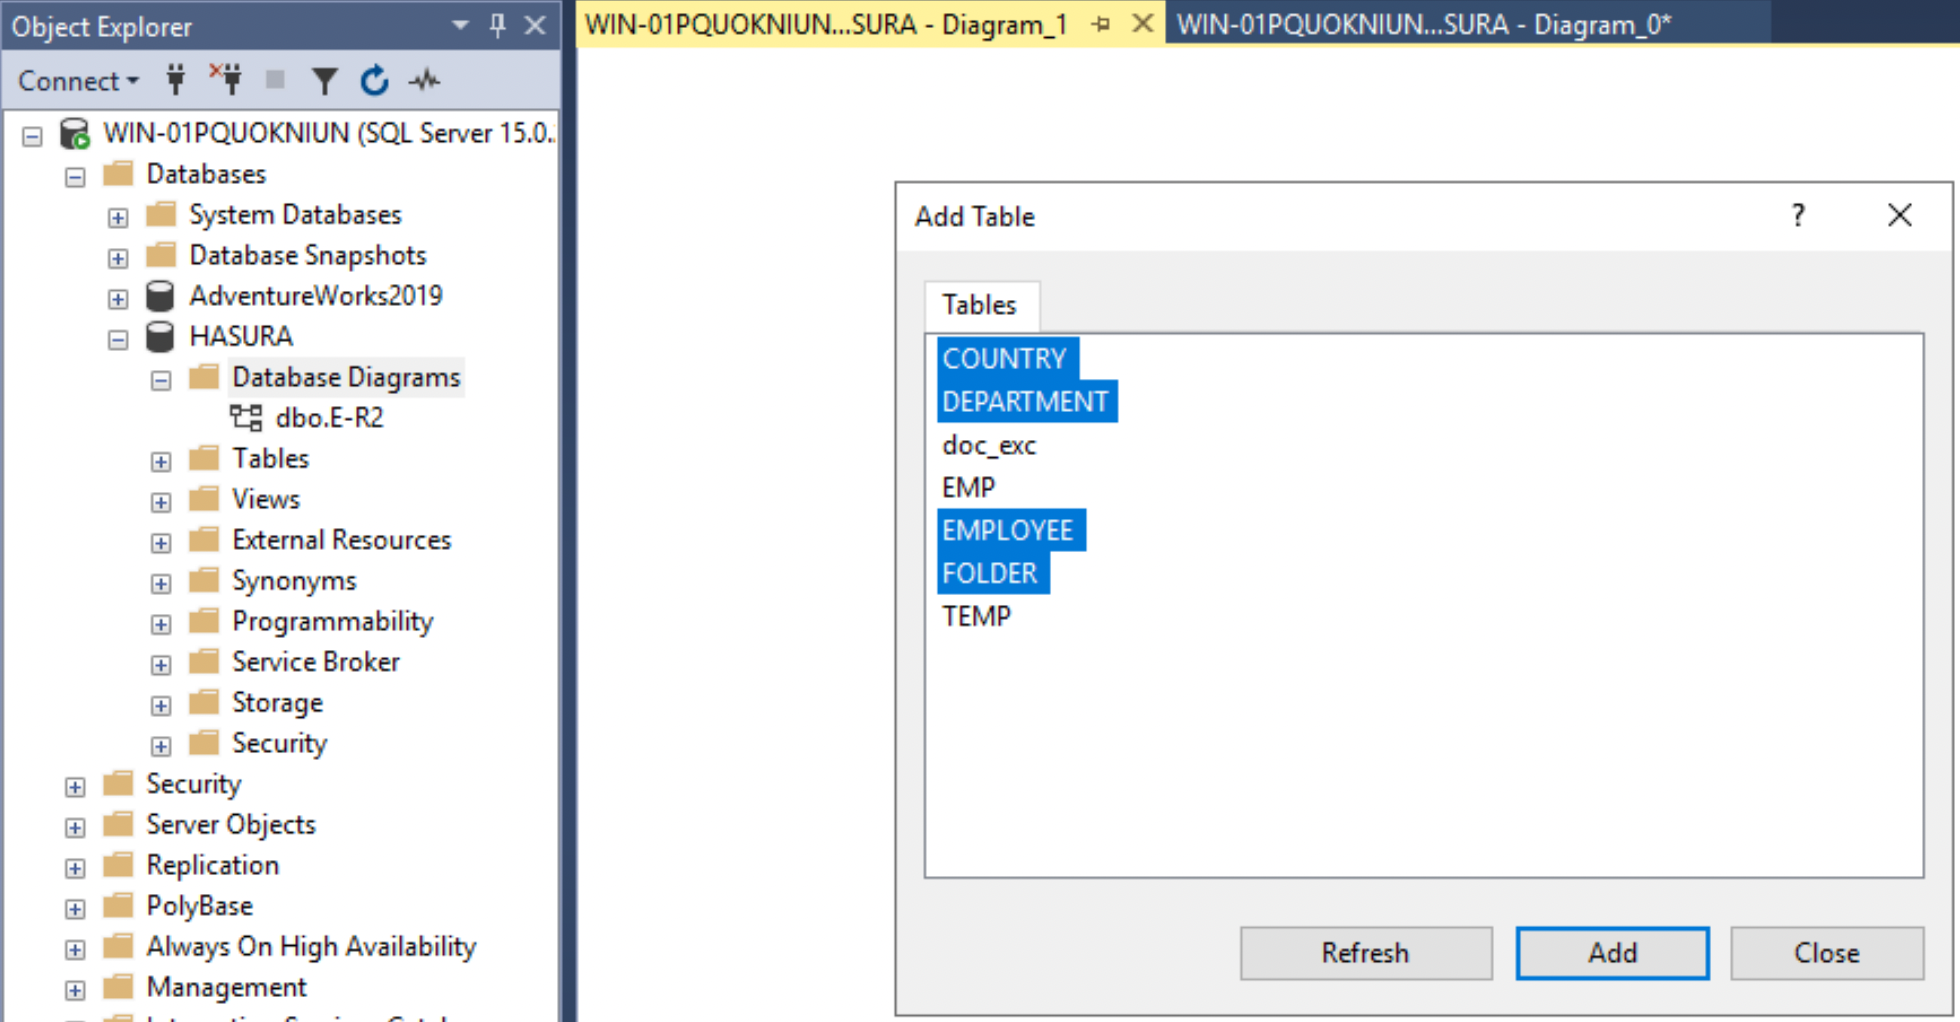 Object Explorer
Connect
WIN-01PQUOKNIUN (SQL Server 15.0.
Databases
System Databases
Database Snapshots
AdventureWorks2019
HASURA
Database Diagrams
dbo.E-R2
Tables
Views
External Resources
Synonyms
Programmability
Service Broker
Storage
Security
Security
Server Objects
Replication
PolyBase
Always On High Availability
Management
WIN-01PQUOKNIUN...SURA - Diagram_1
WIN-01PQUOKNIUN...SURA - Diagram_0*
Add Table
?
Tables
COUNTRY
DEPARTMENT
doc_exc
EMP
EMPLOYEE
FOLDER
TEMP
Refresh
Add
Close